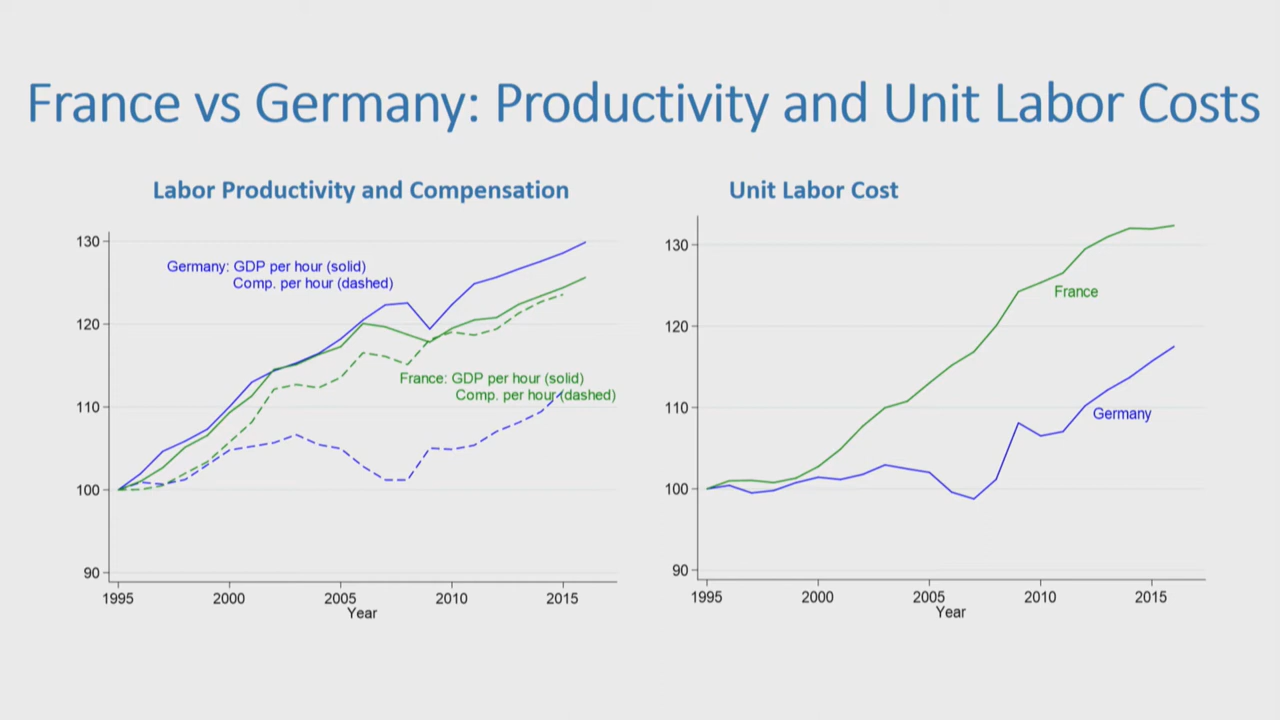 France vs Germany: Productivity and Unit Labor Costs
Labor Productivity and Compensation
130
120
110
100
90
Germany: GDP per hour (solid)
Comp. per hour (dashed)
France: GDP per hour (solid)
Comp. per hour (dashed)
1995 2000 2005 2010 2015
Year
Unit Labor Cost
130
120
110
100
90
France
Germany
1995 2000 2005 2010 2015
Year